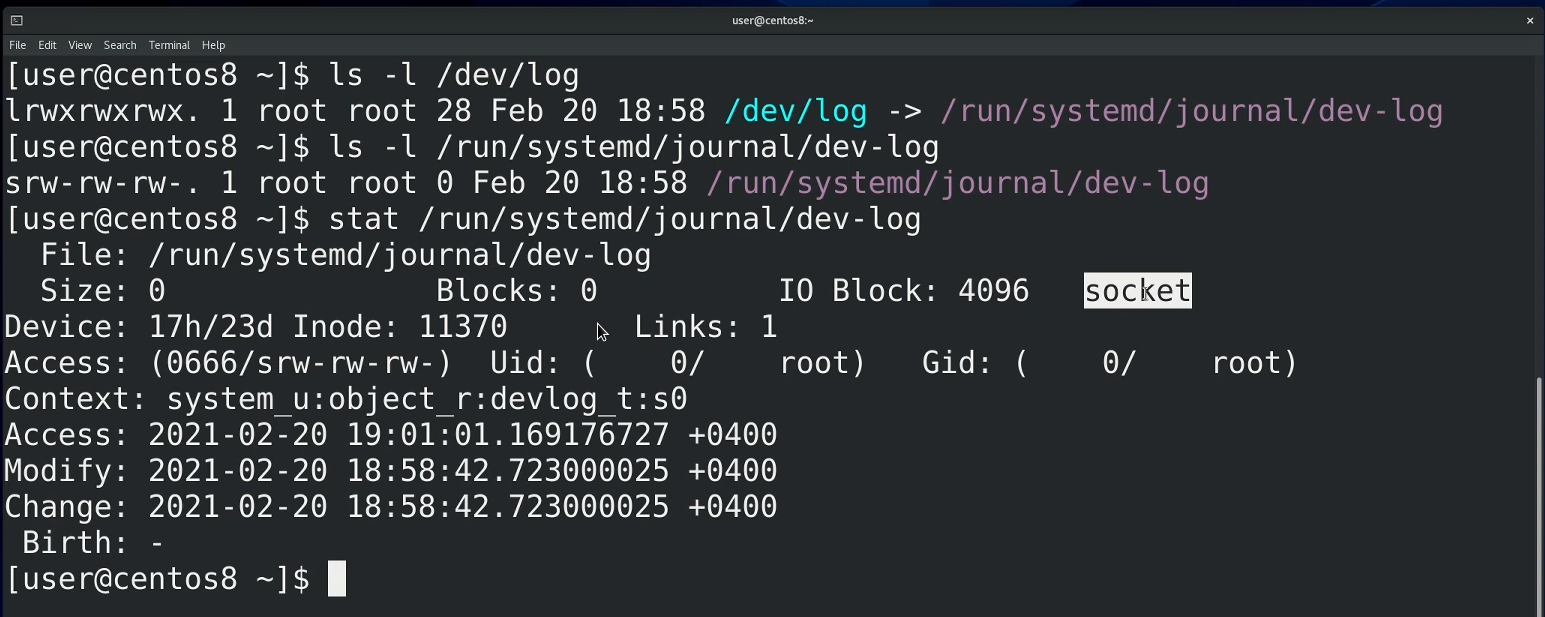 user@centos8:~
File Edit View Search Terminal Help
[user@centos8 ~]$ ls -l /dev/log
lrwxrwxrwx. 1 root root 28 Feb 20 18:58 /dev/log -> /run/systemd/journal/dev-log
[user@centos8 ~]$ ls -l /run/systemd/journal/dev-log
srw-rw-rw-. 1 root root 0 Feb 20 18:58 /run/systemd/journal/dev-log
[user@centos8 ~]$ stat /run/systemd/journal/dev-log
  File: /run/systemd/journal/dev-log
  Size: 0               Blocks: 0          IO Block: 4096   socket
Device: 17h/23d Inode: 11370       Links: 1
Access: (0666/srw-rw-rw-)  Uid: (    0/    root)   Gid: (    0/    root)
Context: system_u:object_r:devlog_t:s0
Access: 2021-02-20 19:01:01.169176727 +0400
Modify: 2021-02-20 18:58:42.723000025 +0400
Change: 2021-02-20 18:58:42.723000025 +0400
 Birth: -
[user@centos8 ~]$